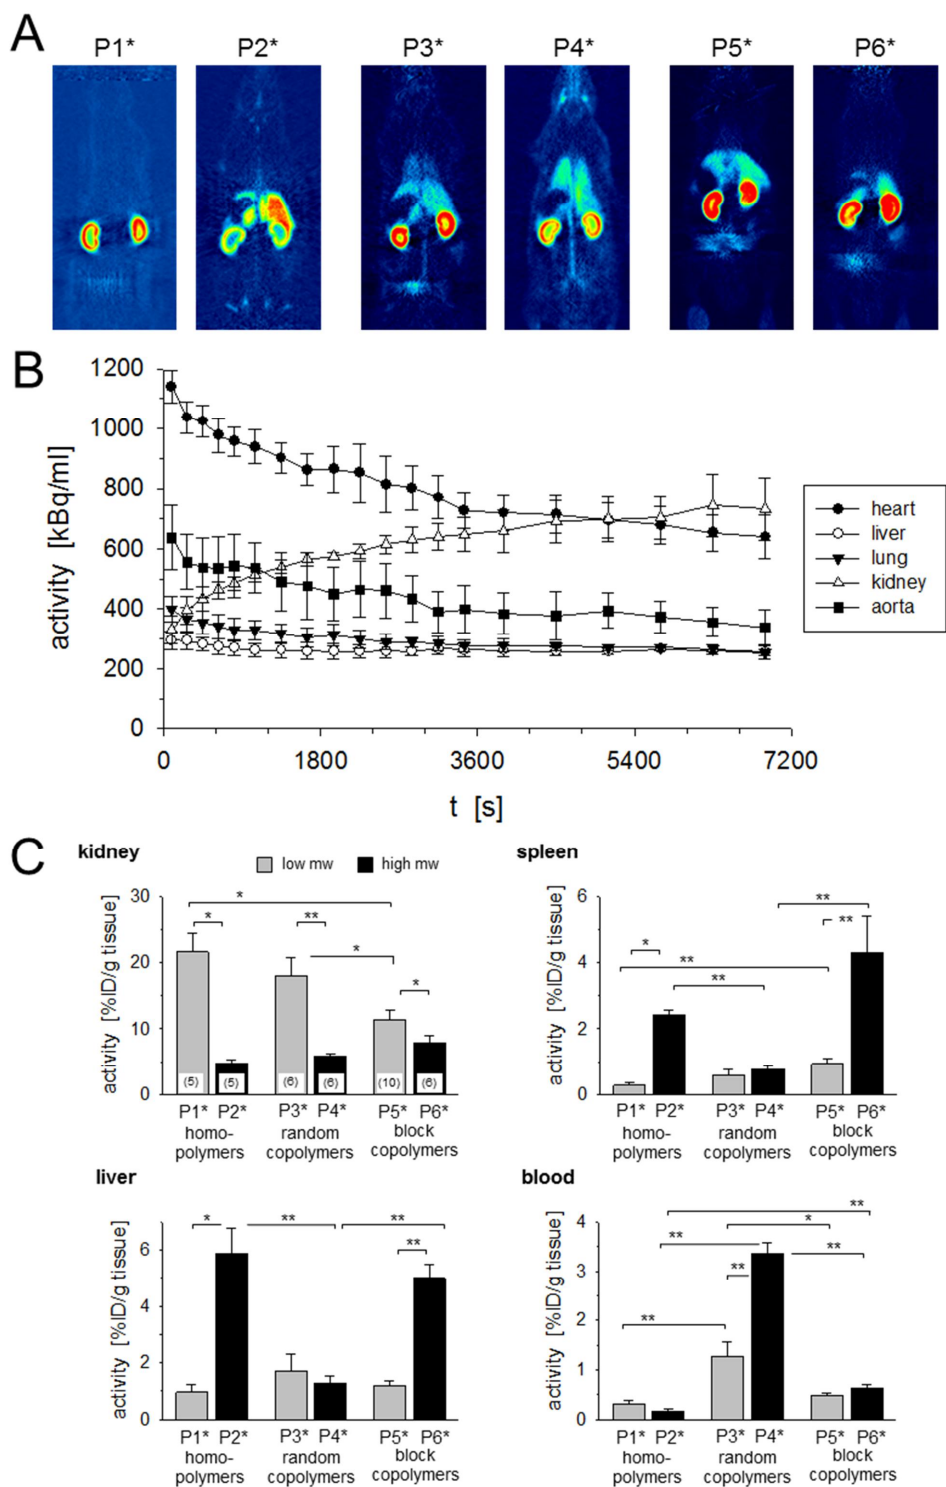 A
P1* P2* P3* P4* P5* P6*
B
1200
1000
800
600
400
200
0
activity [kBq/ml]
0 1800 3600 5400 7200
t [s]
heart
liver
lung
kidney
aorta
C
kidney
low mw high mw
30
20
10
0
activity [%ID/g tissue]
* * ** * *
(5) (5) (6) (6) (10) (6)
P1* P2* P3* P4* P5* P6*
homo- random block
polymers copolymers copolymers
spleen
6
4
2
0
activity [%ID/g tissue]
* ** ** ** **
P1* P2* P3* P4* P5* P6*
homo- random block
polymers copolymers copolymers
liver
6
4
2
0
activity [%ID/g tissue]
* ** ** **
P1* P2* P3* P4* P5* P6*
homo- random block
polymers copolymers copolymers
blood
4
3
2
1
0
activity [%ID/g tissue]
** * ** ** ** **
P1* P2* P3* P4* P5* P6*
homo- random block
polymers copolymers copolymers